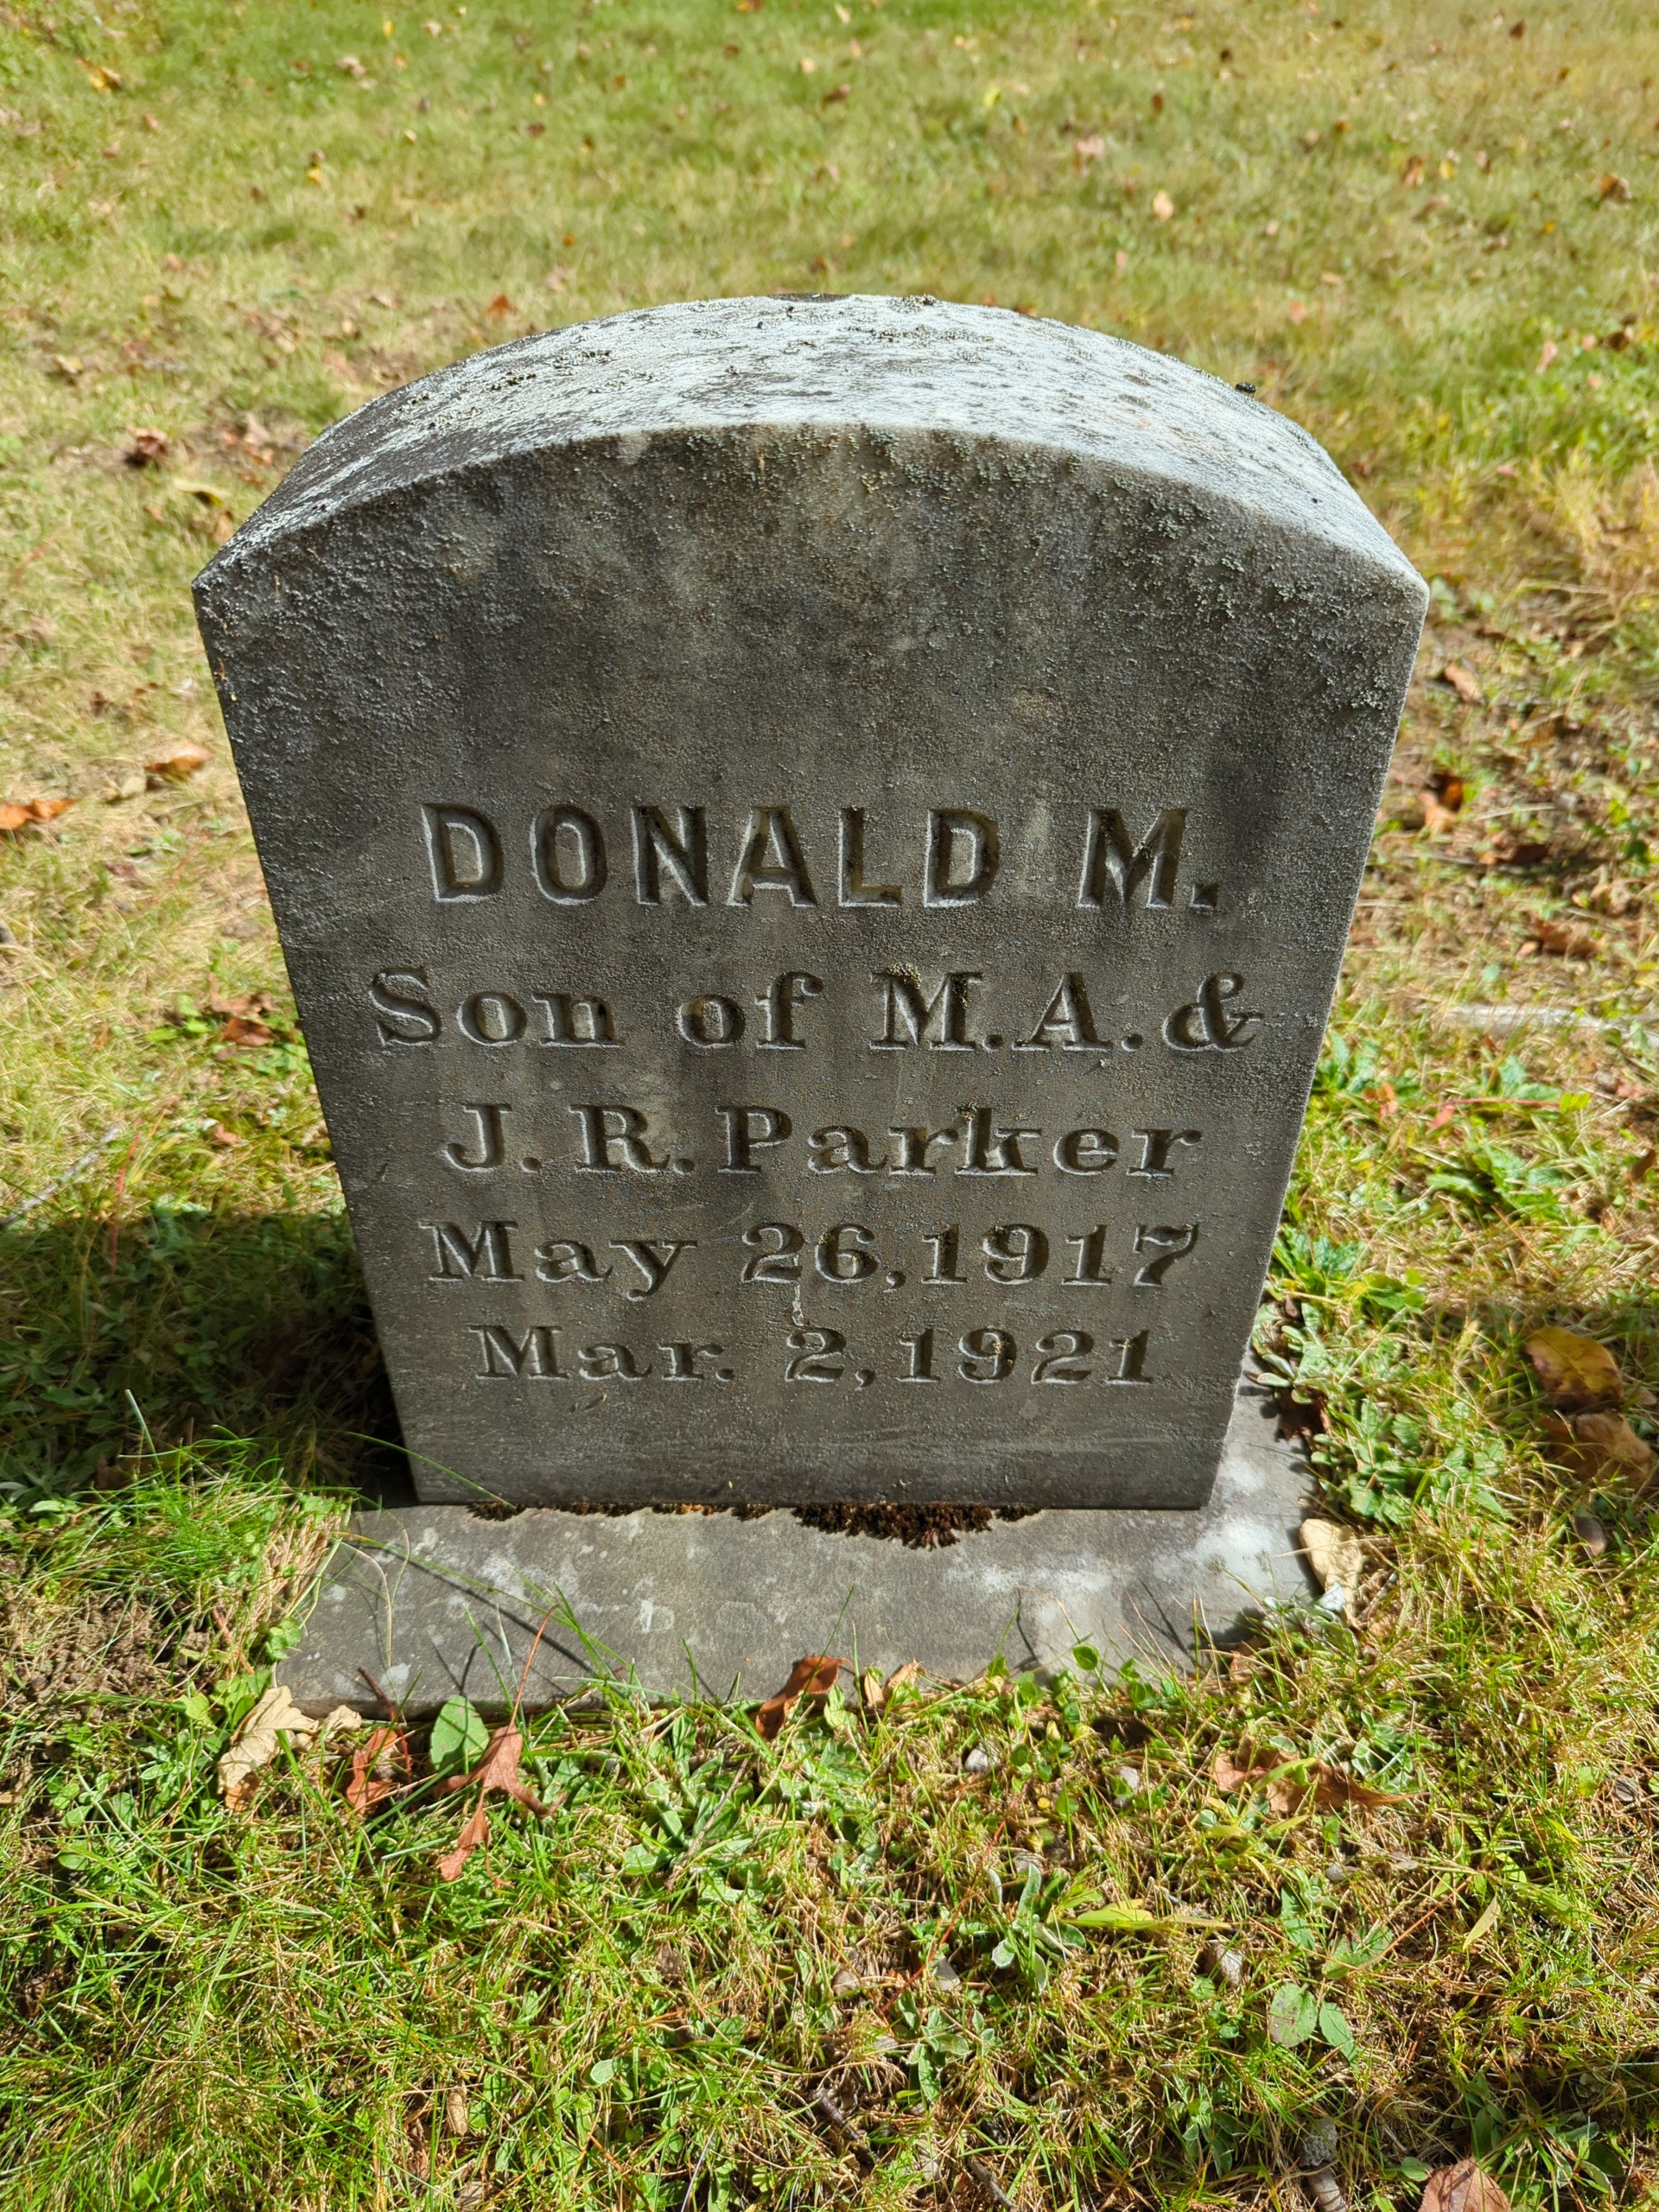 DONALD M.
Son of M.A. &
J. R. Parker
May 26, 1917
Mar. 2, 1921